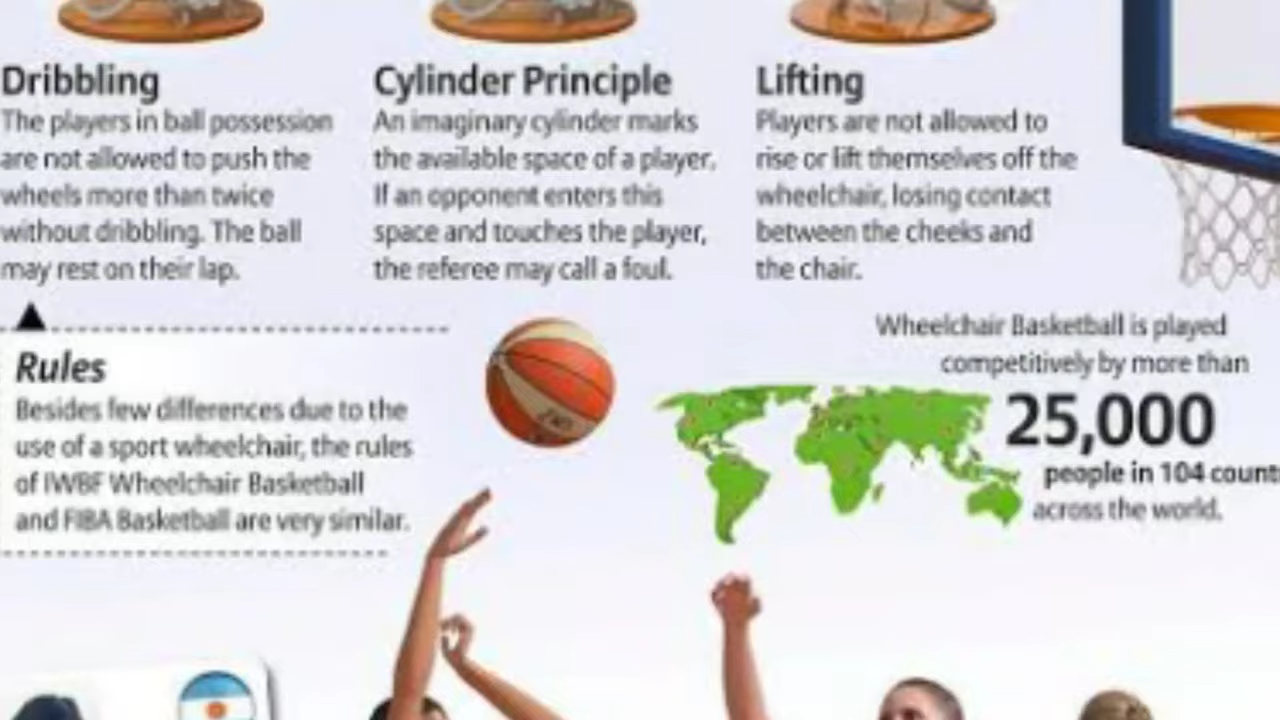 Dribbling
The players in ball possession
are not allowed to push the
wheels more than twice
without dribbling. The ball
may rest on their lap.
Cylinder Principle
An imaginary cylinder marks
the available space of a player.
If an opponent enters this
space and touches the player,
the referee may call a foul.
Lifting
Players are not allowed to
rise or lift themselves off the
wheelchair, losing contact
between the cheeks and
the chair.
Rules
Besides few differences due to the
use of a sport wheelchair, the rules
of IWBF Wheelchair Basketball
and FIBA Basketball are very similar.
Wheelchair Basketball is played
competitively by more than
25,000
people in 104 count
across the world.